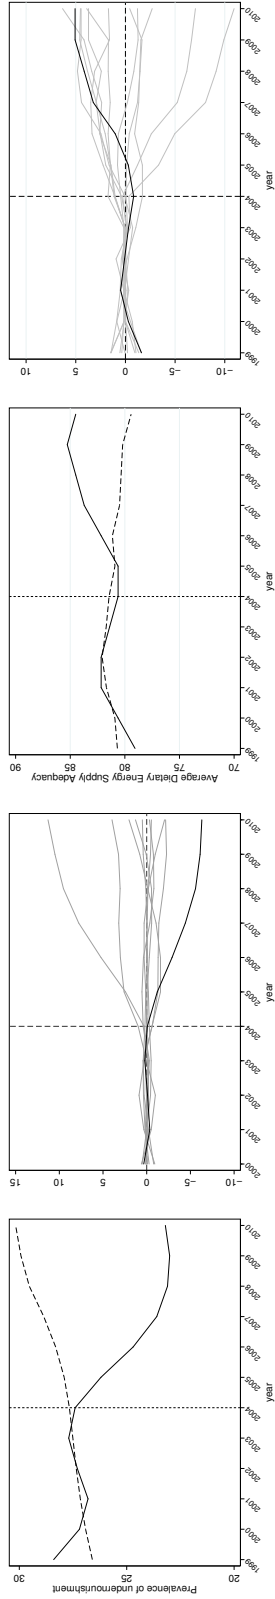 Prevalence of undernourishment
30
25
20
1999 2000 2001 2002 2003 2004 2005 2006 2007 2008 2009 2010
year
15
10
5
0
−5
−10
2000 2001 2002 2003 2004 2005 2006 2007 2008 2009 2010
year
Average Dietary Energy Supply Adequacy
90
85
80
75
70
1999 2000 2001 2002 2003 2004 2005 2006 2007 2008 2009 2010
year
10
5
0
−5
−10
1999 2000 2001 2002 2003 2004 2005 2006 2007 2008 2009 2010
year